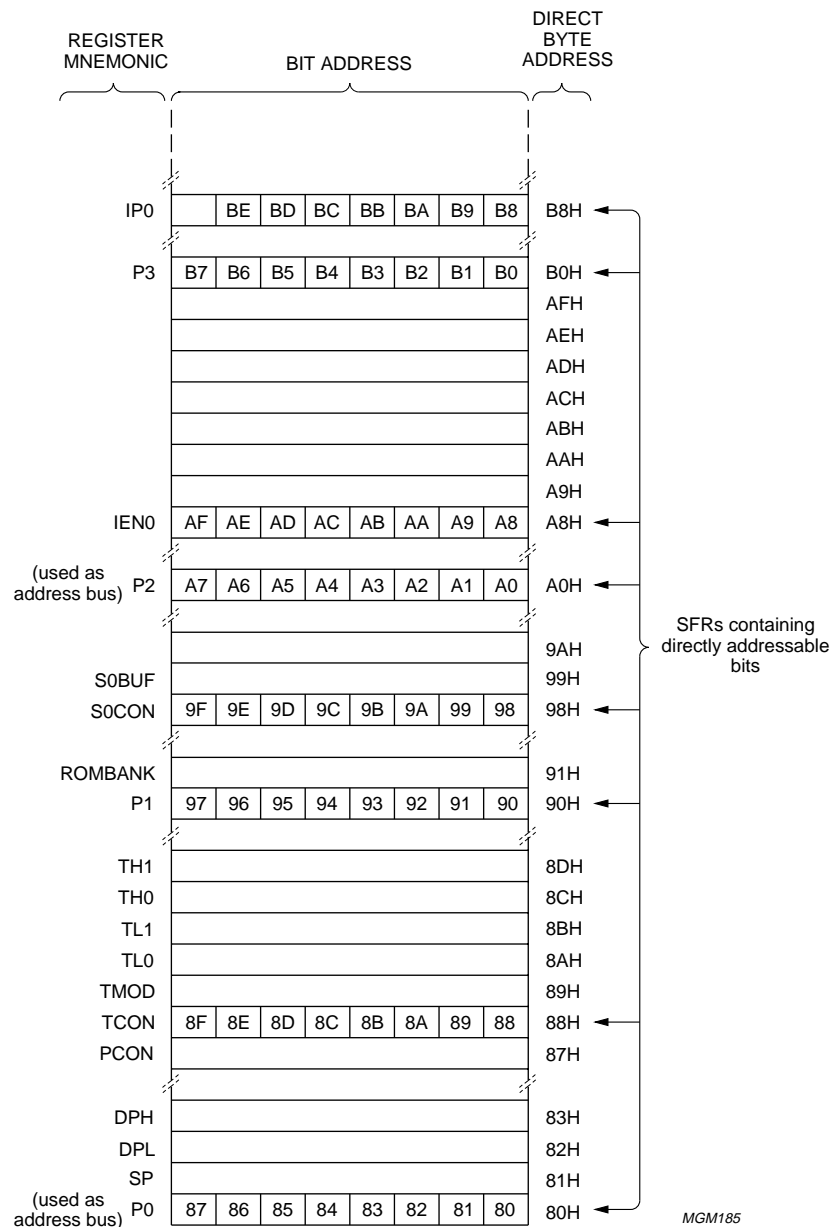 REGISTER MNEMONIC
BIT ADDRESS
DIRECT BYTE ADDRESS
IP0 BE BD BC BB BA B9 B8 B8H
P3 B7 B6 B5 B4 B3 B2 B1 B0 B0H
AFH
AEH
ADH
ACH
ABH
AAH
A9H
IEN0 AF AE AD AC AB AA A9 A8 A8H
(used as address bus) P2 A7 A6 A5 A4 A3 A2 A1 A0 A0H
SFRs containing
directly addressable
bits
9AH
S0BUF 99H
S0CON 9F 9E 9D 9C 9B 9A 99 98 98H
ROMBANK 91H
P1 97 96 95 94 93 92 91 90 90H
TH1 8DH
TH0 8CH
TL1 8BH
TL0 8AH
TMOD 89H
TCON 8F 8E 8D 8C 8B 8A 89 88 88H
PCON 87H
DPH 83H
DPL 82H
SP 81H
(used as address bus) P0 87 86 85 84 83 82 81 80 80H
MGM185